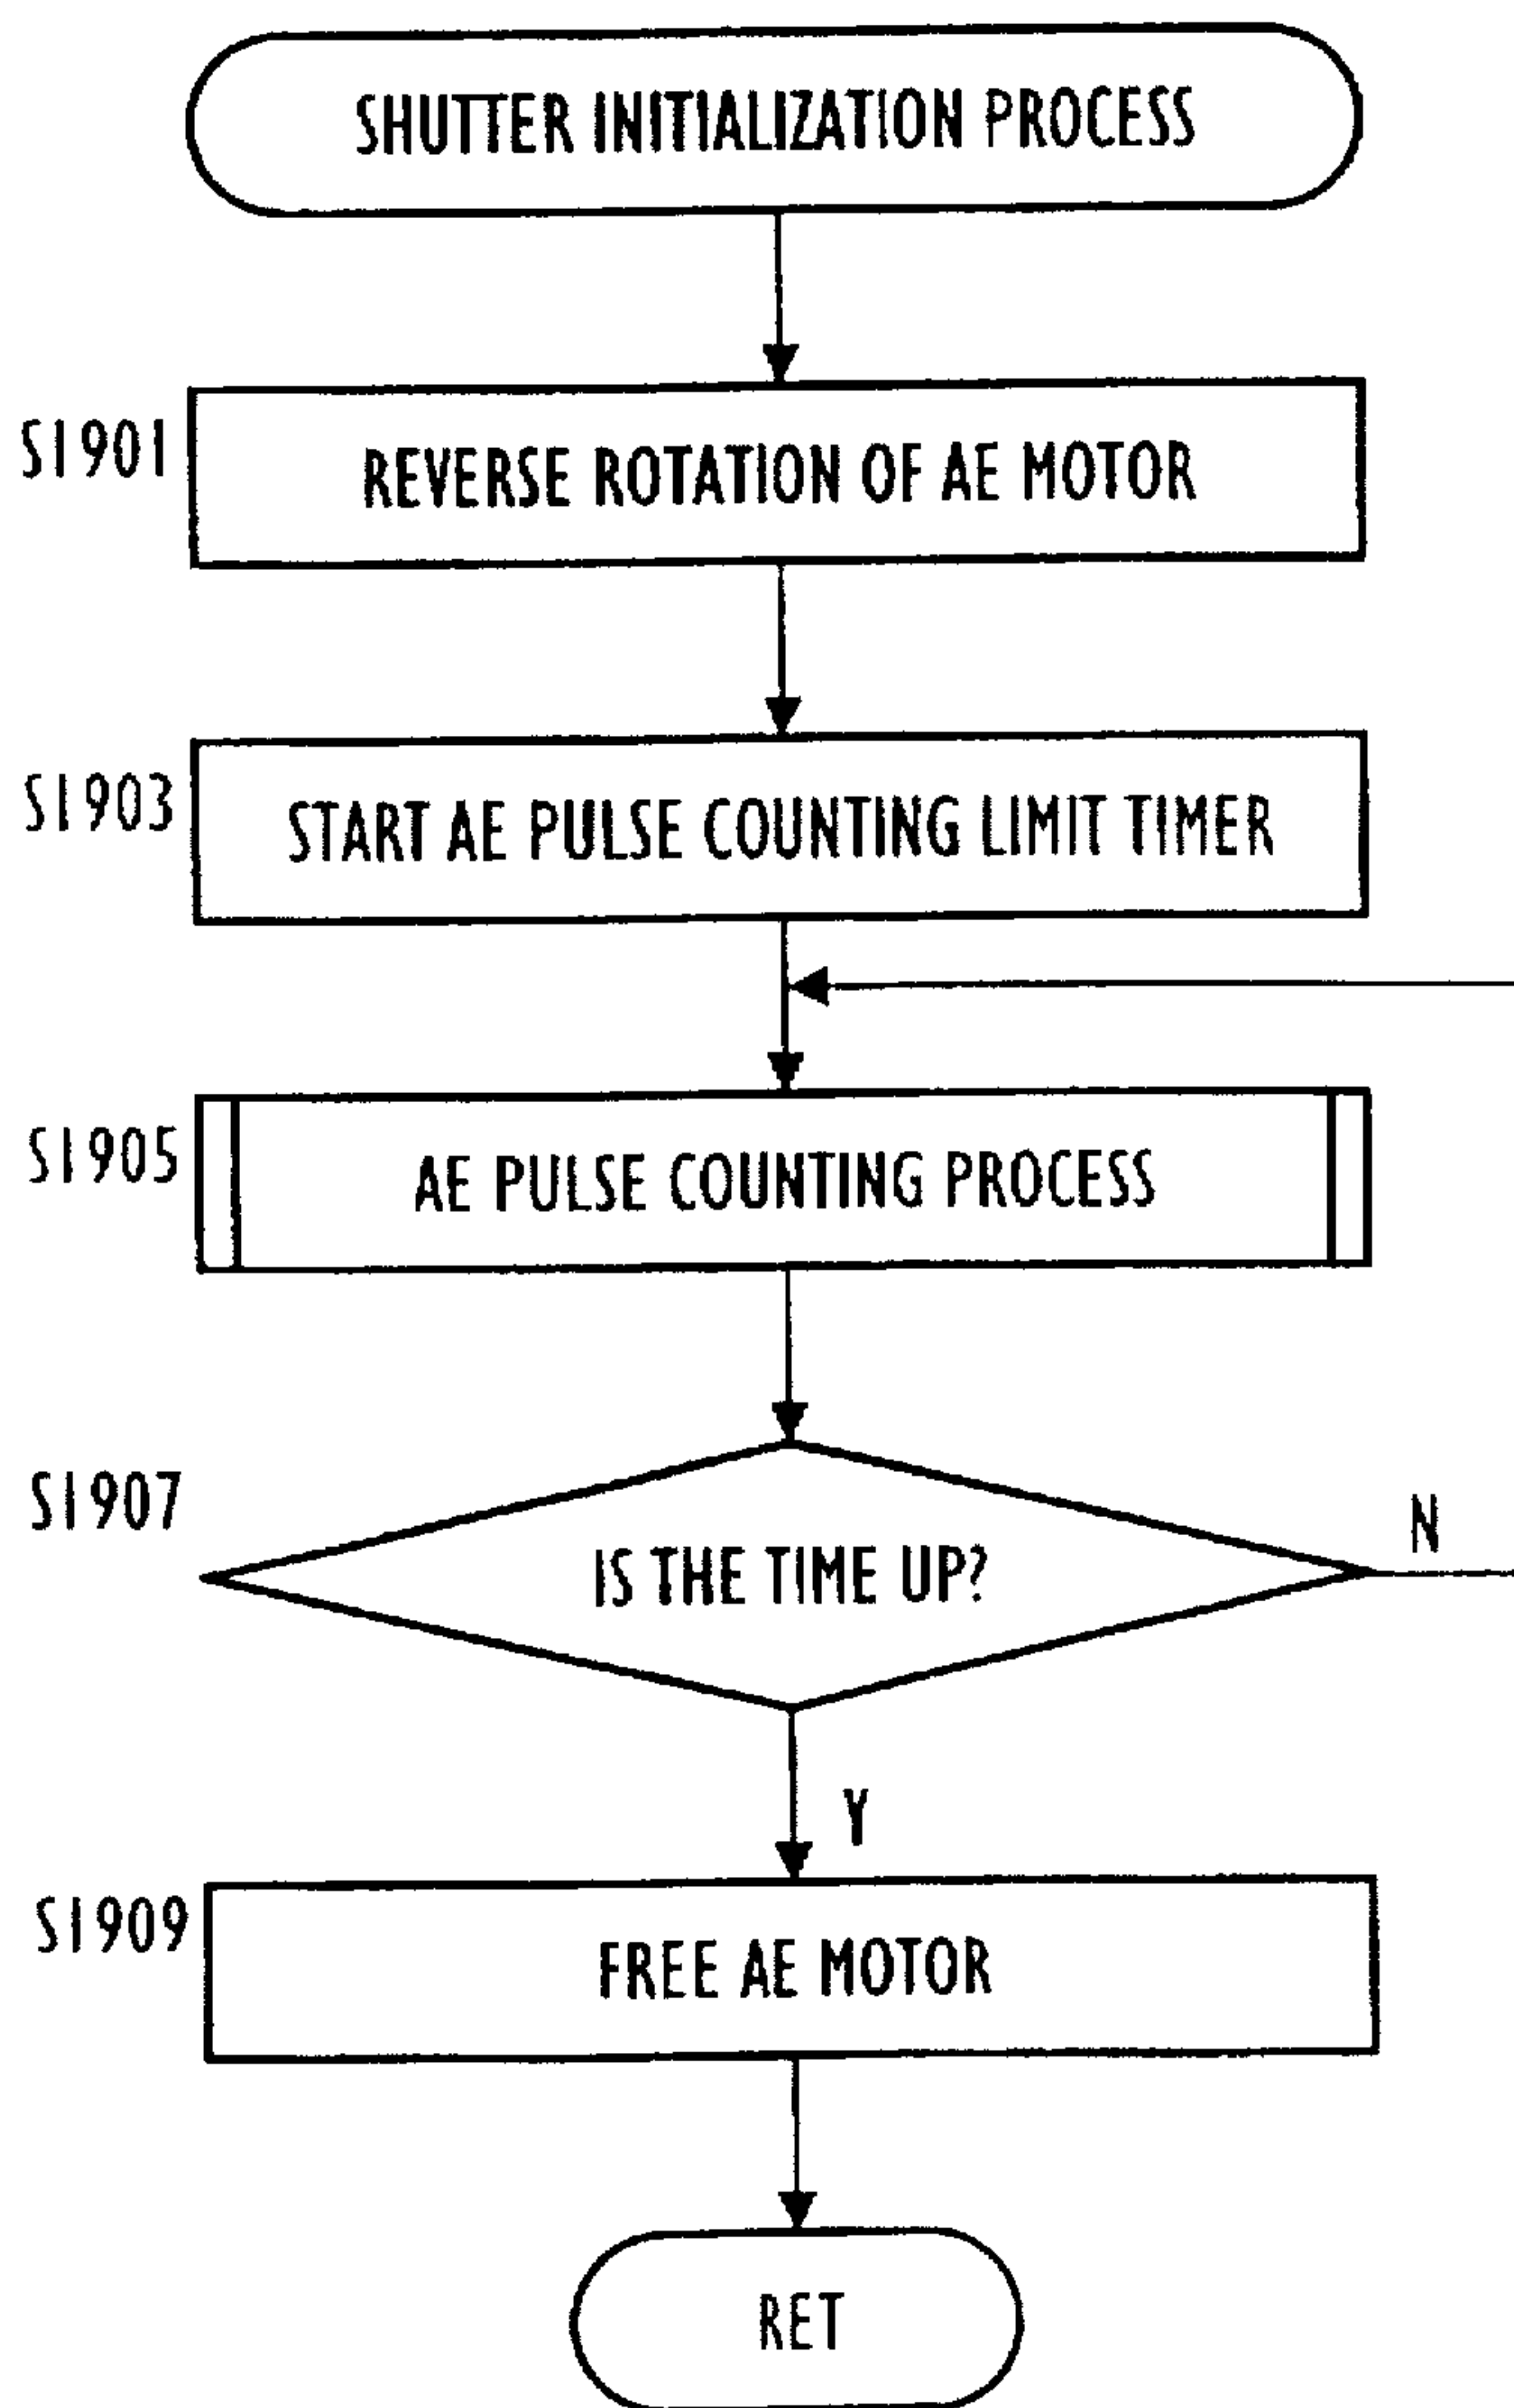 SHUTTER INITIALIZATION PROCESS
S1901
REVERSE ROTATION OF AE MOTOR
S1903
START AE PULSE COUNTING LIMIT TIMER
S1905
AE PULSE COUNTING PROCESS
S1907
IS THE TIME UP?
N
Y
S1909
FREE AE MOTOR
RET